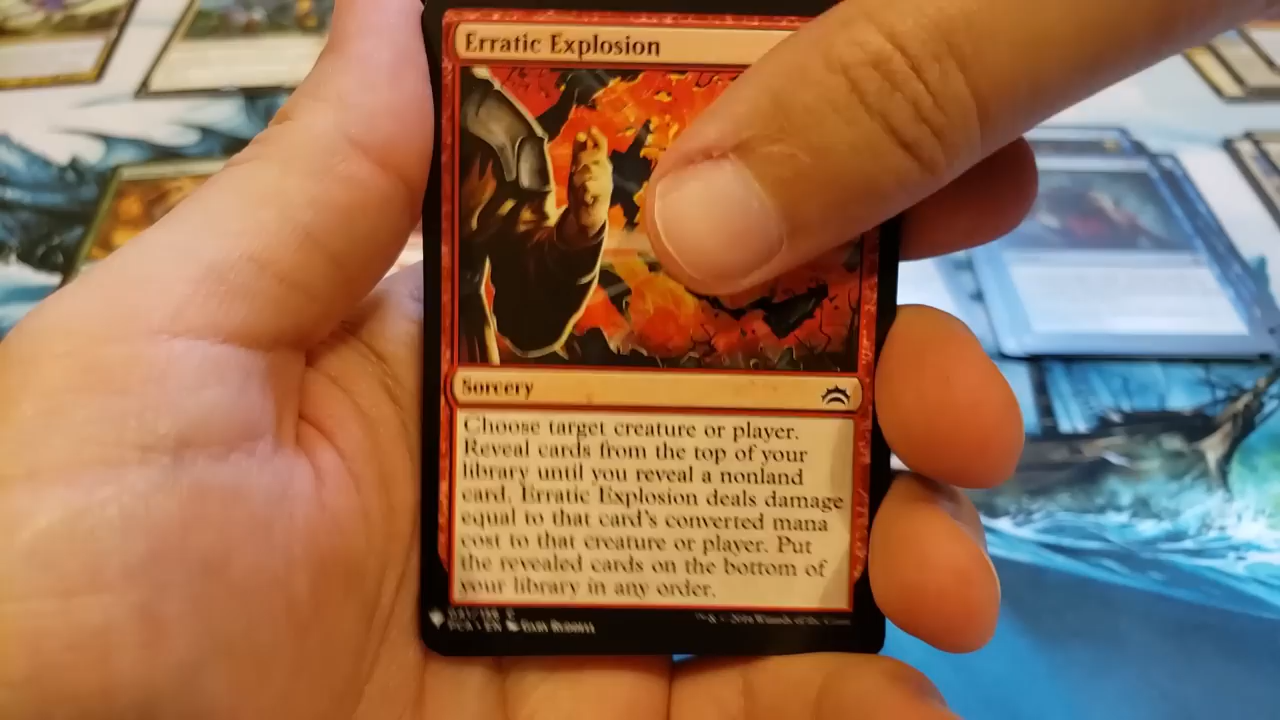 Erratic Explosion
Sorcery
Choose target creature or player.
Reveal cards from the top of your
library until you reveal a nonland
card. Erratic Explosion deals damage
equal to that card's converted mana
cost to that creature or player. Put
the revealed cards on the bottom of
your library in any order.
PCA • EN